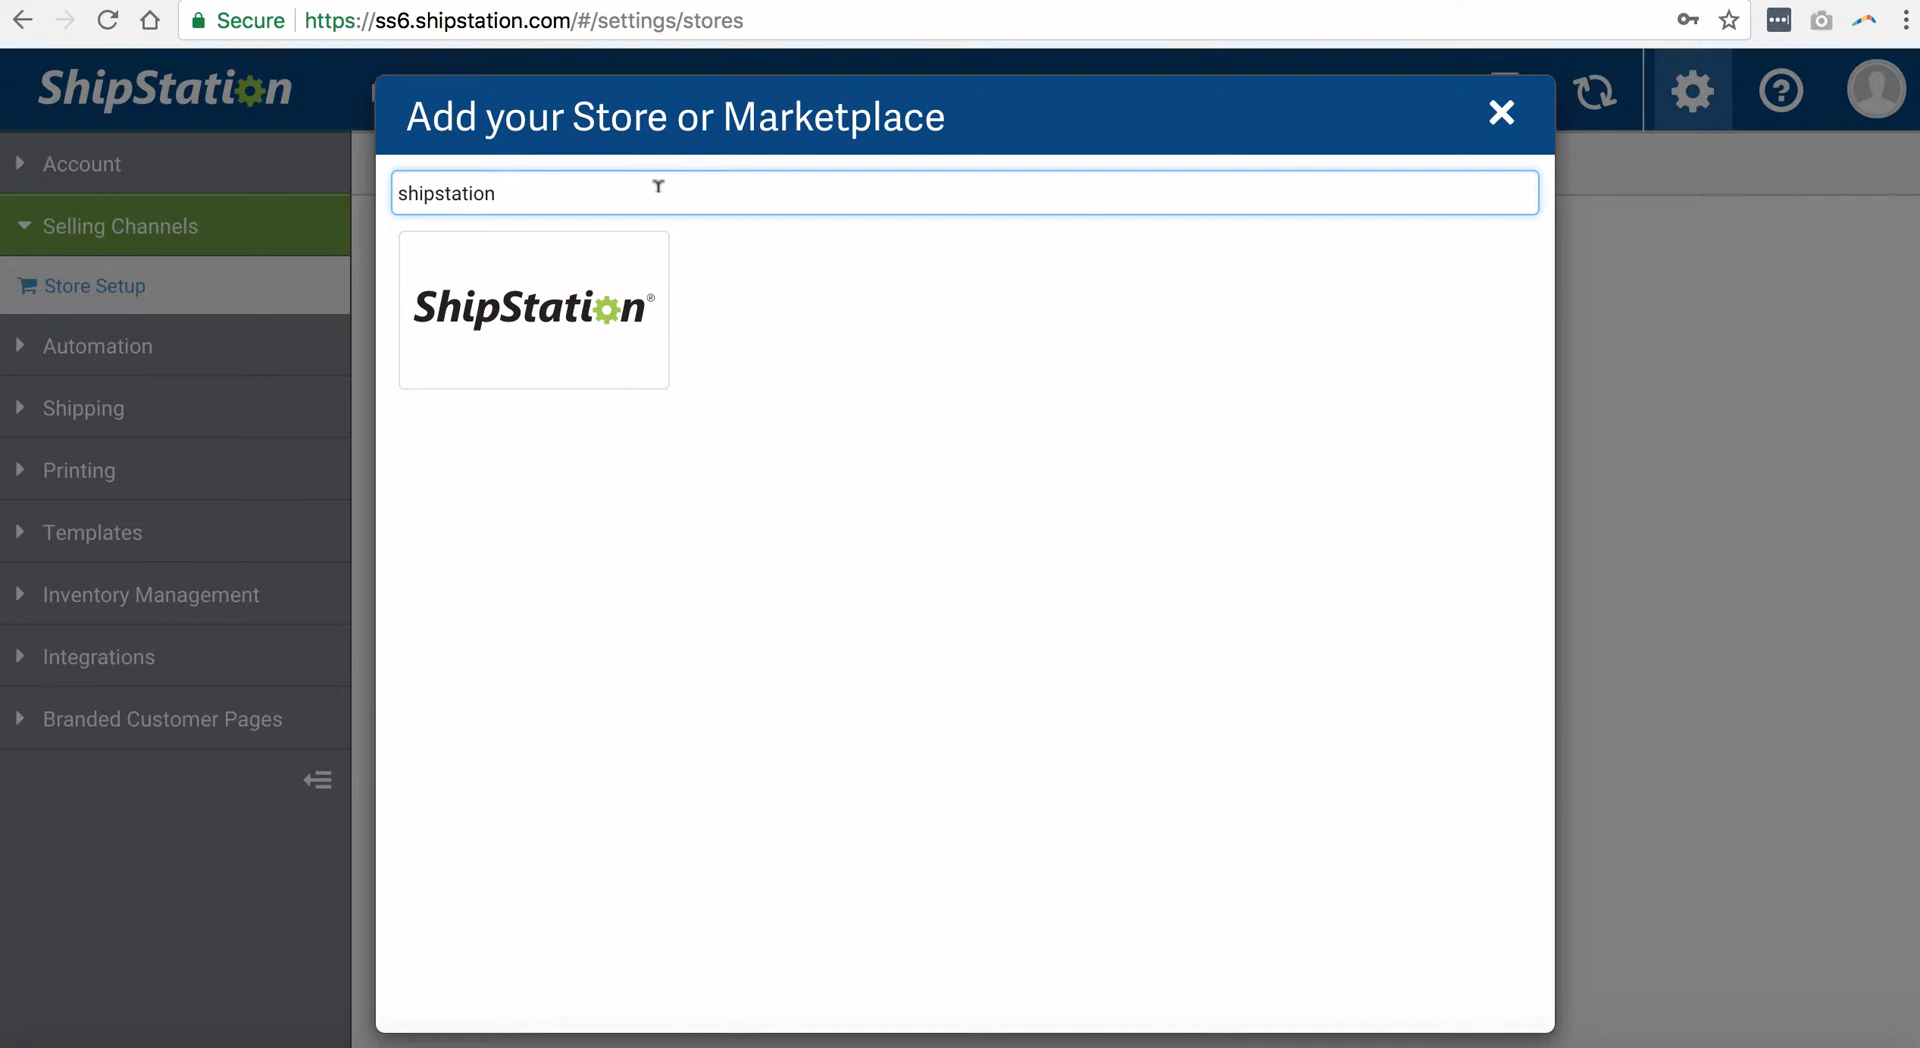 Secure
https://ss6.shipstation.com/#/settings/stores
ShipStation
Add your Store or Marketplace
Account
shipstation
Selling Channels
Store Setup
ShipStation®
Automation
Shipping
Printing
Templates
Inventory Management
Integrations
Branded Customer Pages